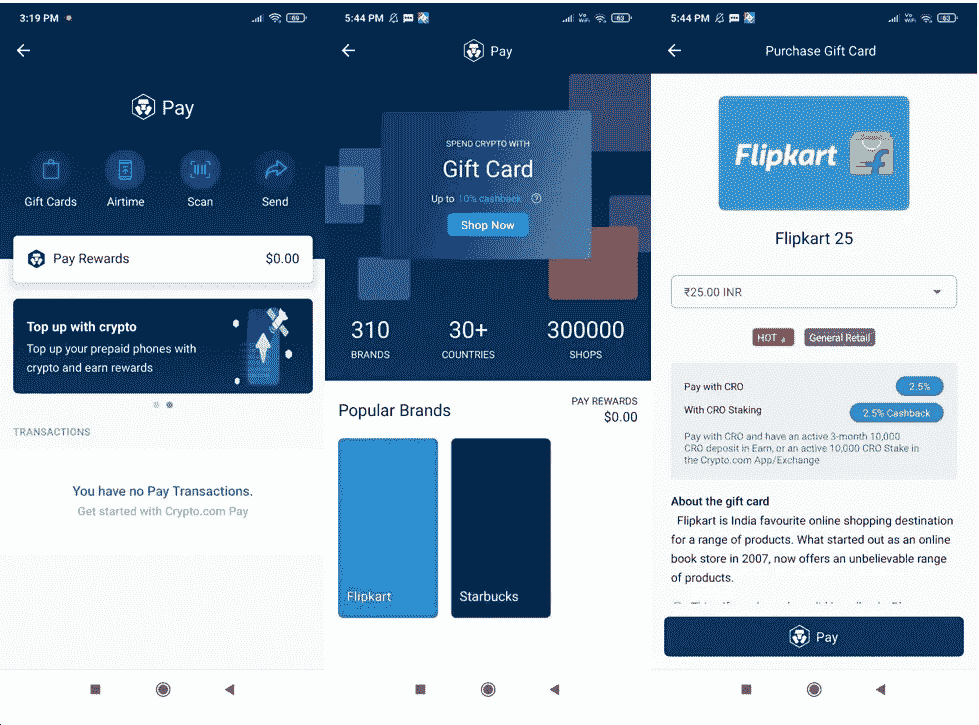 3:19 PM
69
Pay
Gift Cards
Airtime
Scan
Send
Pay Rewards
$0.00
Top up with crypto
Top up your prepaid phones with
crypto and earn rewards
TRANSACTIONS
You have no Pay Transactions.
Get started with Crypto.com Pay
5:44 PM
Vo
WiFi
63
Pay
SPEND CRYPTO WITH
Gift Card
Up to 10% cashback ?
Shop Now
310
BRANDS
30+
COUNTRIES
300000
SHOPS
Popular Brands
PAY REWARDS
$0.00
Flipkart
Starbucks
5:44 PM
Vo
WiFi
63
Purchase Gift Card
Flipkart
Flipkart 25
₹25.00 INR
HOT
General Retail
Pay with CRO
2.5%
With CRO Staking
2.5% Cashback
Pay with CRO and have an active 3-month 10,000
CRO deposit in Earn, or an active 10,000 CRO Stake in
the Crypto.com App/Exchange
About the gift card
Flipkart is India favourite online shopping destination
for a range of products. What started out as an online
book store in 2007, now offers an unbelievable range
of products.
Pay